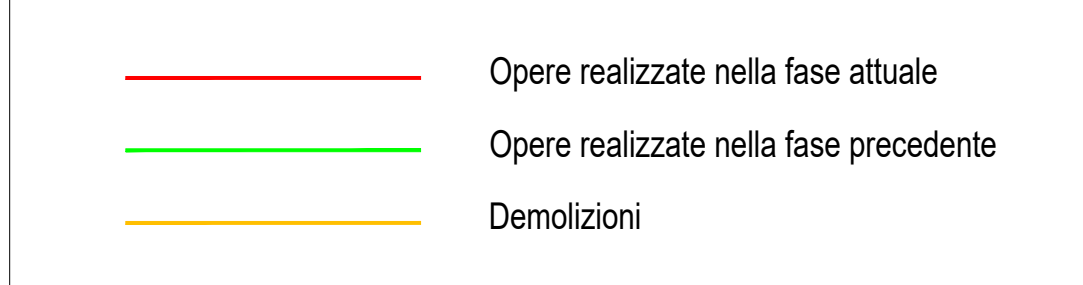 Opere realizzate nella fase attuale
Opere realizzate nella fase precedente
Demolizioni